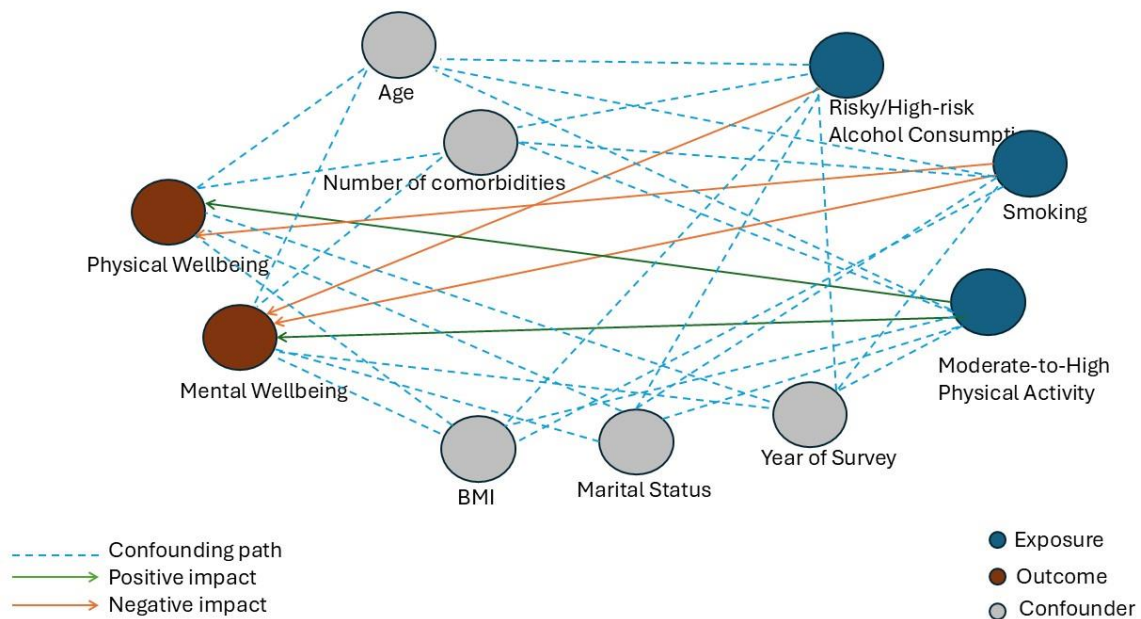 Age
Risky/High-risk
Alcohol Consumpti
Number of comorbidities
Smoking
Physical Wellbeing
Moderate-to-High
Physical Activity
Mental Wellbeing
Year of Survey
Marital Status
BMI
Confounding path
Positive impact
Negative impact
Exposure
Outcome
Confounder